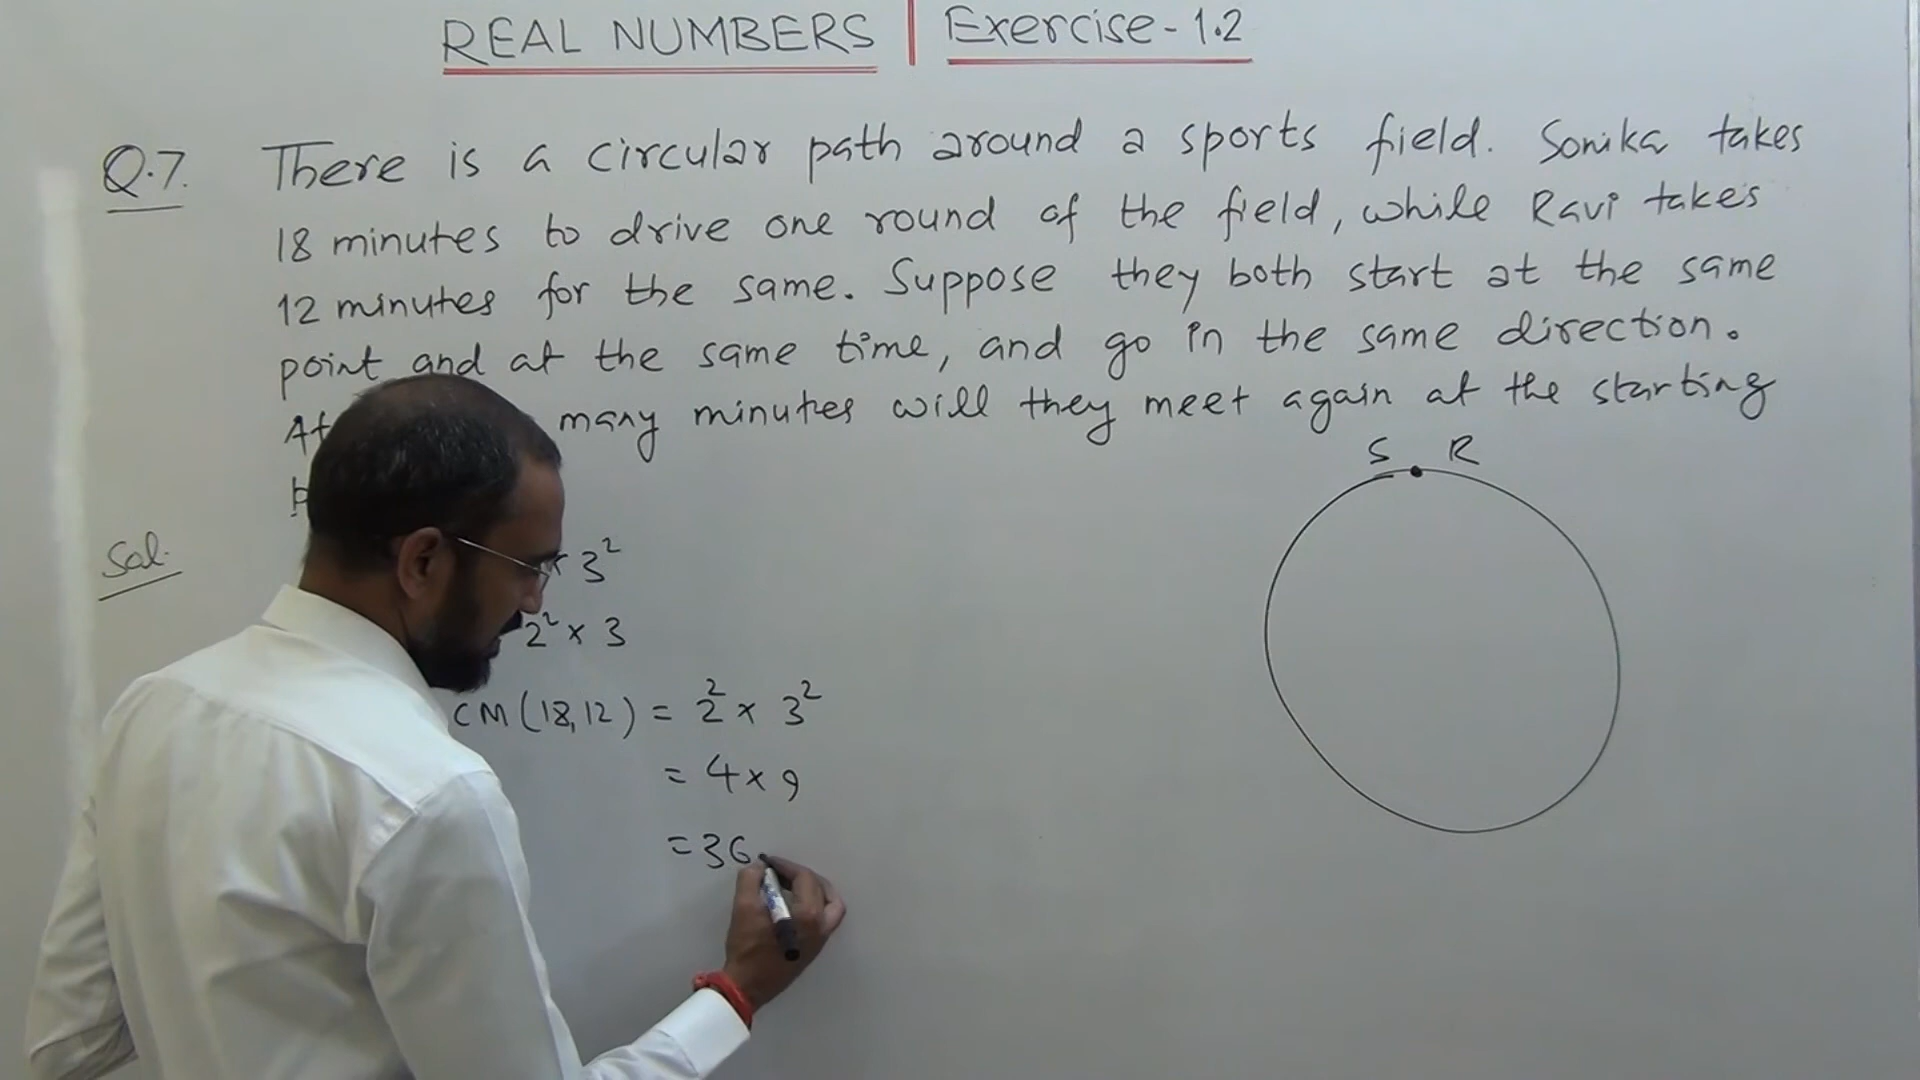 REAL NUMBERS | Exercise-1.2
Q.7. There is a circular path around a sports field. Sonika takes
18 minutes to drive one round of the field, while Ravi takes
12 minutes for the same. Suppose they both start at the same
point and at the same time, and go in the same direction.
many minutes will they meet again at the starting
S R
Sol.
× 3²
2² × 3
CM (18,12) = 2² × 3²
= 4 × 9
= 36